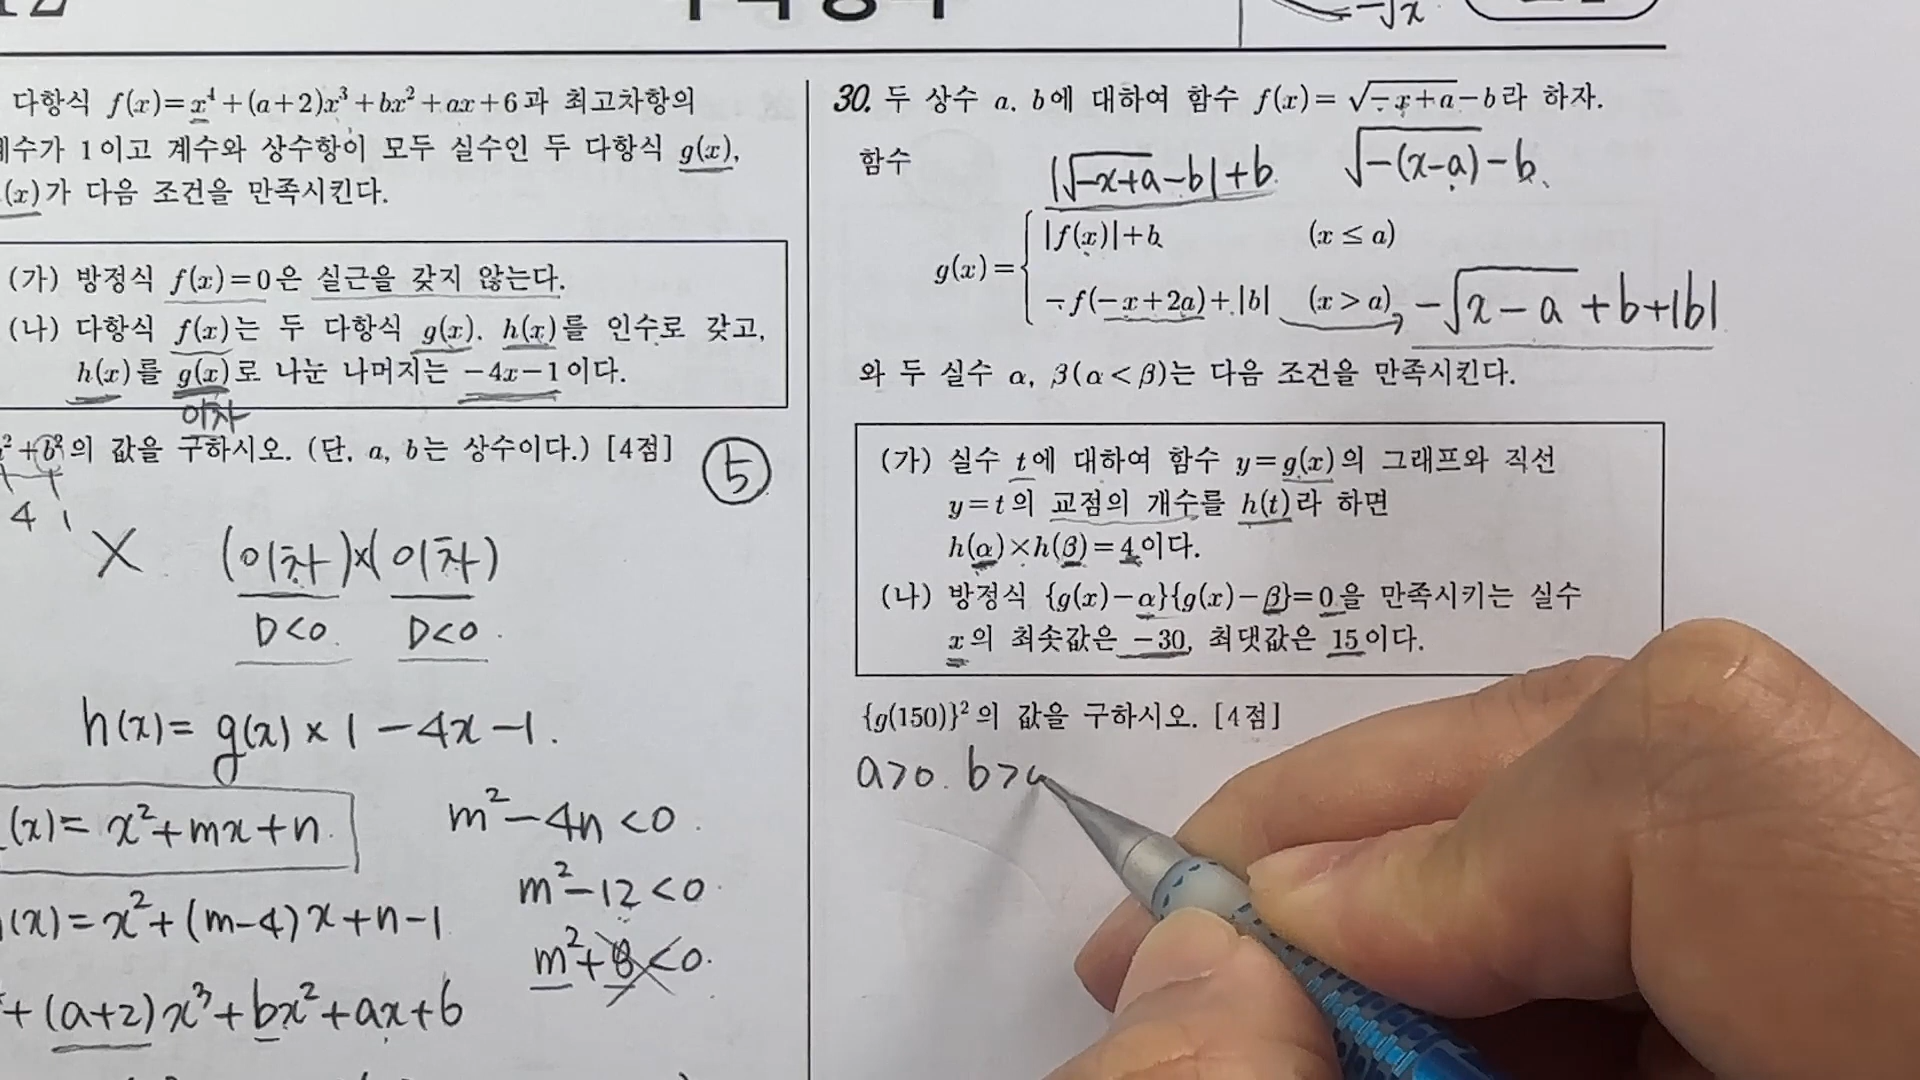 다항식 f(x)=x⁴+(a+2)x³+bx²+ax+6과 최고차항의
계수가 1이고 계수와 상수항이 모두 실수인 두 다항식 g(x),
(x)가 다음 조건을 만족시킨다.
(가) 방정식 f(x)=0은 실근을 갖지 않는다.
(나) 다항식 f(x)는 두 다항식 g(x), h(x)를 인수로 갖고,
h(x)를 g(x)로 나눈 나머지는 -4x-1이다.
이차
²+b²의 값을 구하시오. (단, a, b는 상수이다.) [4점]
⑤
4 1
X (이차)×(이차)
D<0. D<0.
h(x)= g(x)×1-4x-1.
(x)= x²+mx+n
m²-4n<0.
m²-12<0
(x)=x²+(m-4)x+n-1
m²+8<0.
+(a+2)x³+bx²+ax+6
-√x
30. 두 상수 a, b에 대하여 함수 f(x)=√-x+a-b라 하자.
함수
|√-x+a-b|+b. √-(x-a)-b
g(x)={ |f(x)|+b (x≤a)
-f(-x+2a)+|b| (x>a) -√x-a+b+|b|
와 두 실수 α, β(α<β)는 다음 조건을 만족시킨다.
(가) 실수 t에 대하여 함수 y=g(x)의 그래프와 직선
y=t의 교점의 개수를 h(t)라 하면
h(α)×h(β)=4이다.
(나) 방정식 {g(x)-α}{g(x)-β}=0을 만족시키는 실수
x의 최솟값은 -30, 최댓값은 15이다.
{g(150)}²의 값을 구하시오. [4점]
a>0. b>